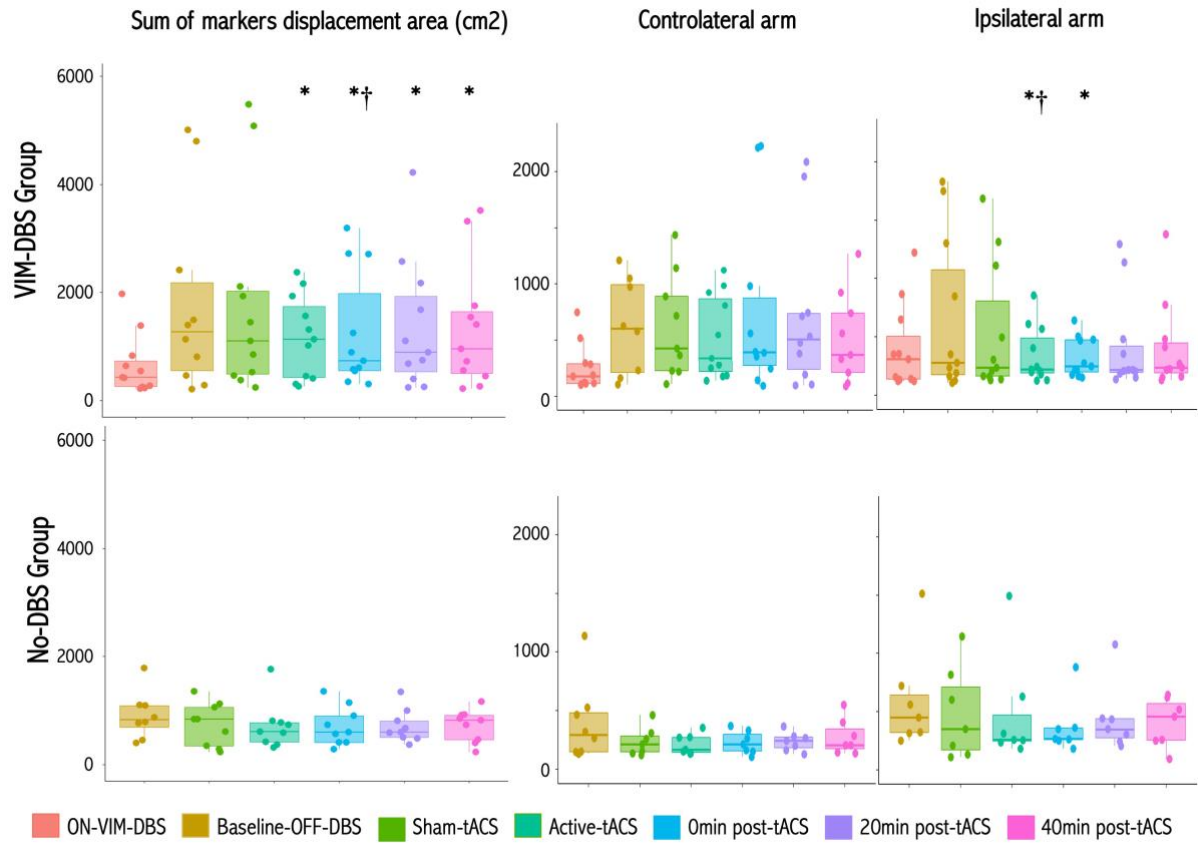 Sum of markers displacement area (cm2)
Controlateral arm
Ipsilateral arm
VIM-DBS Group
6000
4000
2000
0
* *† * *
2000
1000
0
*† *
No-DBS Group
6000
4000
2000
0
2000
1000
0
ON-VIM-DBS
Baseline-OFF-DBS
Sham-tACS
Active-tACS
0min post-tACS
20min post-tACS
40min post-tACS